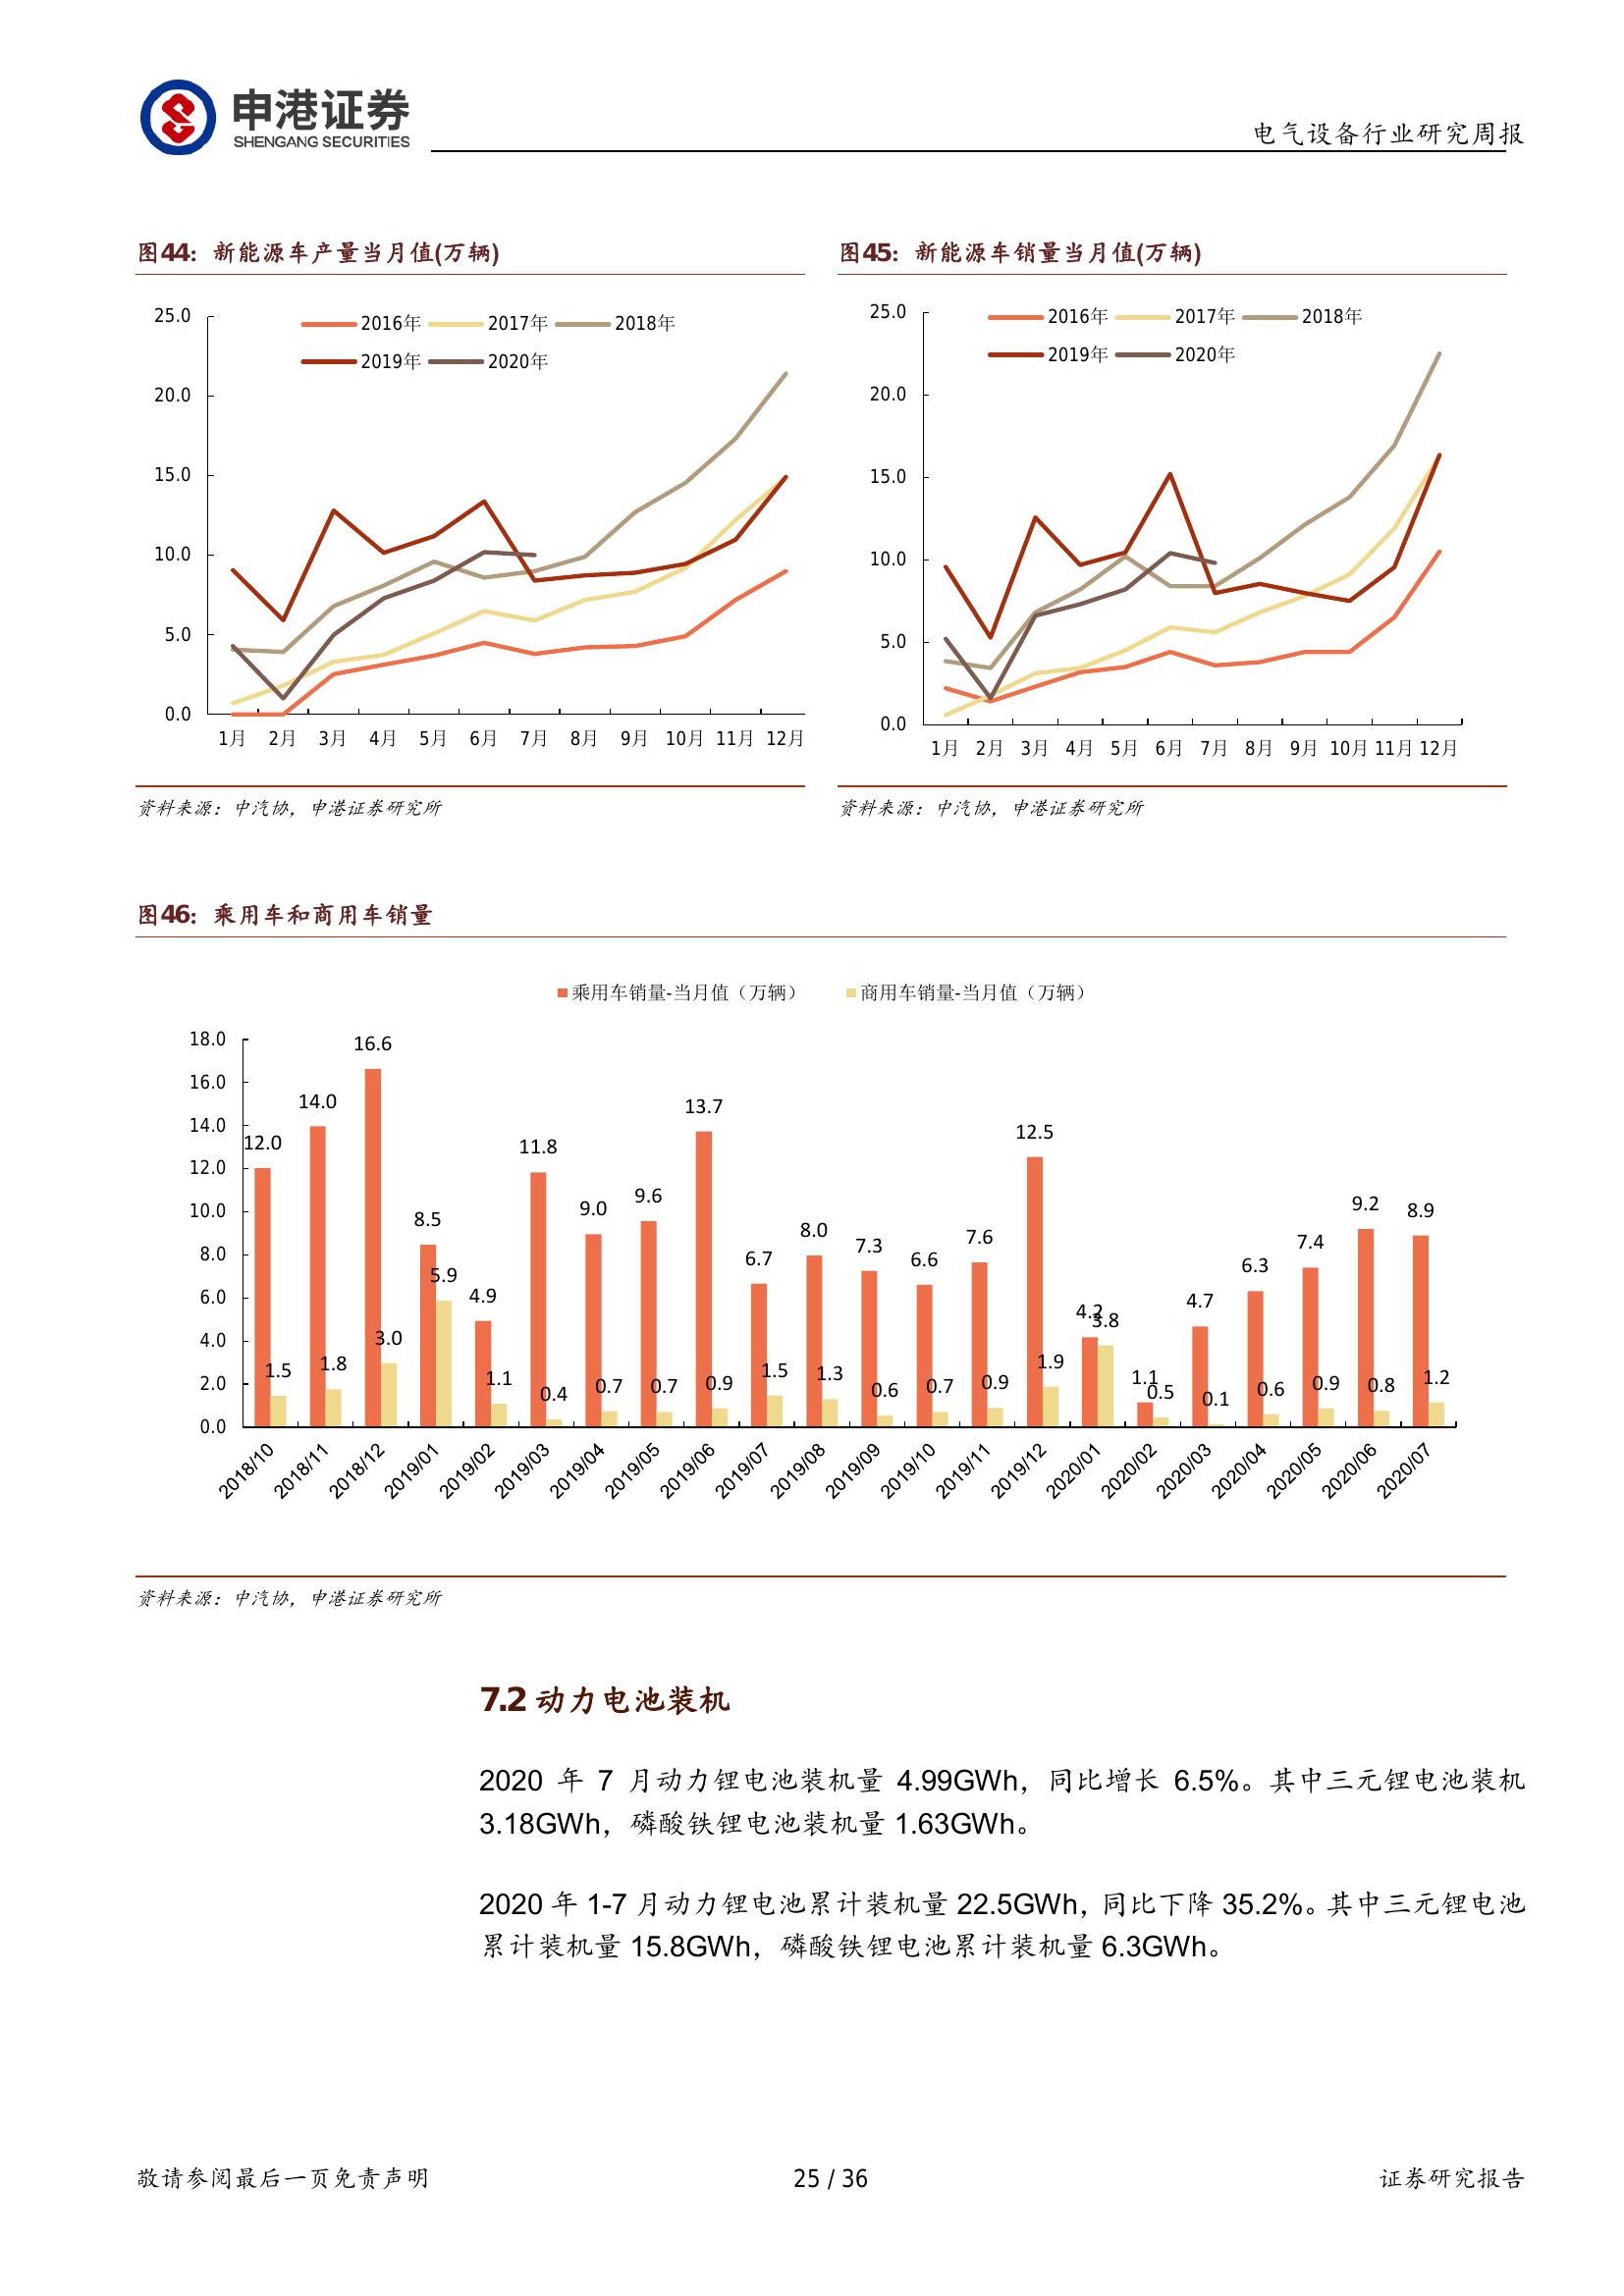 申港证券
SHENGANG SECURITIES
电气设备行业研究周报
图44：新能源车产量当月值(万辆)
25.0
20.0
15.0
10.0
5.0
0.0
2016年 2017年 2018年
2019年 2020年
1月 2月 3月 4月 5月 6月 7月 8月 9月 10月 11月 12月
资料来源：中汽协，申港证券研究所
图45：新能源车销量当月值(万辆)
25.0
20.0
15.0
10.0
5.0
0.0
2016年 2017年 2018年
2019年 2020年
1月 2月 3月 4月 5月 6月 7月 8月 9月 10月 11月 12月
资料来源：中汽协，申港证券研究所
图46：乘用车和商用车销量
乘用车销量-当月值（万辆） 商用车销量-当月值（万辆）
18.0
16.0
14.0
12.0
10.0
8.0
6.0
4.0
2.0
0.0
12.0 14.0 16.6 8.5 4.9 11.8 9.0 9.6 13.7 6.7 8.0 7.3 6.6 7.6 12.5 4.2 1.1 4.7 6.3 7.4 9.2 8.9
1.5 1.8 3.0 5.9 1.1 0.4 0.7 0.7 0.9 1.5 1.3 0.6 0.7 0.9 1.9 3.8 0.5 0.1 0.6 0.9 0.8 1.2
2018/10 2018/11 2018/12 2019/01 2019/02 2019/03 2019/04 2019/05 2019/06 2019/07 2019/08 2019/09 2019/10 2019/11 2019/12 2020/01 2020/02 2020/03 2020/04 2020/05 2020/06 2020/07
资料来源：中汽协，申港证券研究所
7.2 动力电池装机
2020 年 7 月动力锂电池装机量 4.99GWh，同比增长 6.5%。其中三元锂电池装机
3.18GWh，磷酸铁锂电池装机量 1.63GWh。
2020 年 1-7 月动力锂电池累计装机量 22.5GWh，同比下降 35.2%。其中三元锂电池
累计装机量 15.8GWh，磷酸铁锂电池累计装机量 6.3GWh。
敬请参阅最后一页免责声明
25 / 36
证券研究报告